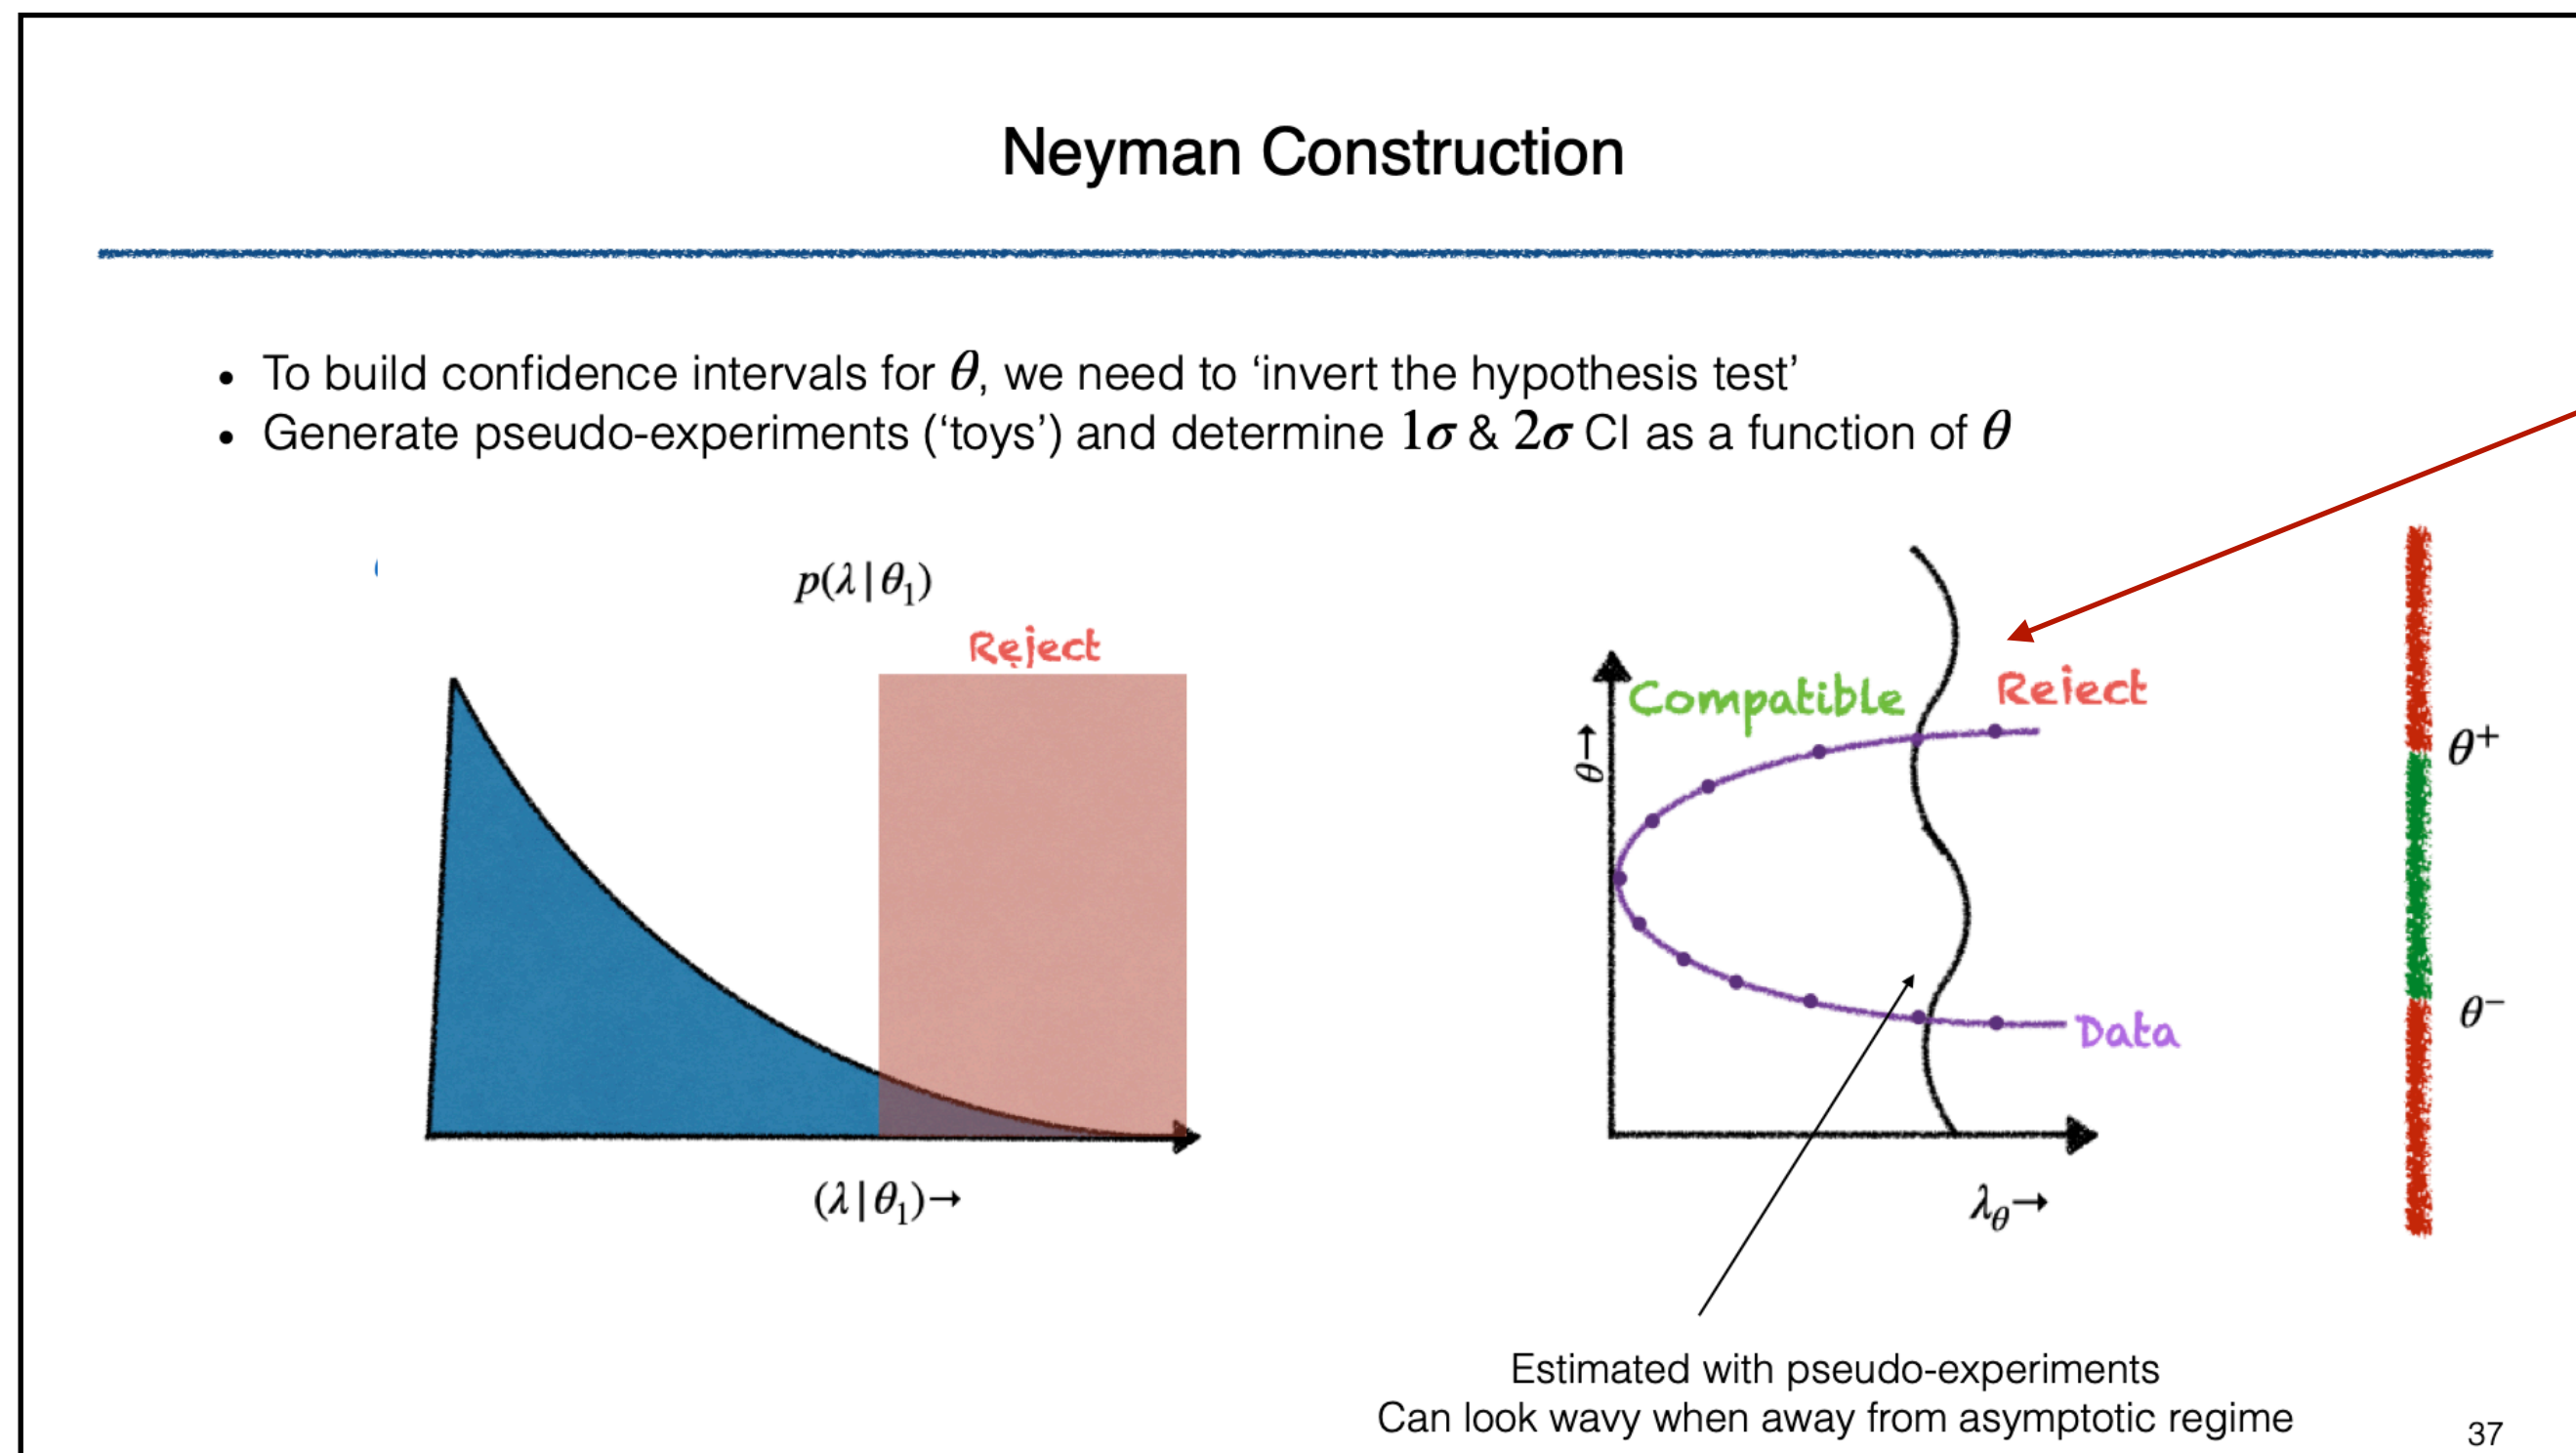 Neyman Construction
• To build confidence intervals for θ, we need to ‘invert the hypothesis test’
• Generate pseudo-experiments (‘toys’) and determine 1σ & 2σ CI as a function of θ
p(λ|θ₁)
Reject
(λ|θ₁)→
Compatible
Reject
θ→
Data
λ_θ→
θ⁺
θ⁻
Estimated with pseudo-experiments
Can look wavy when away from asymptotic regime
37